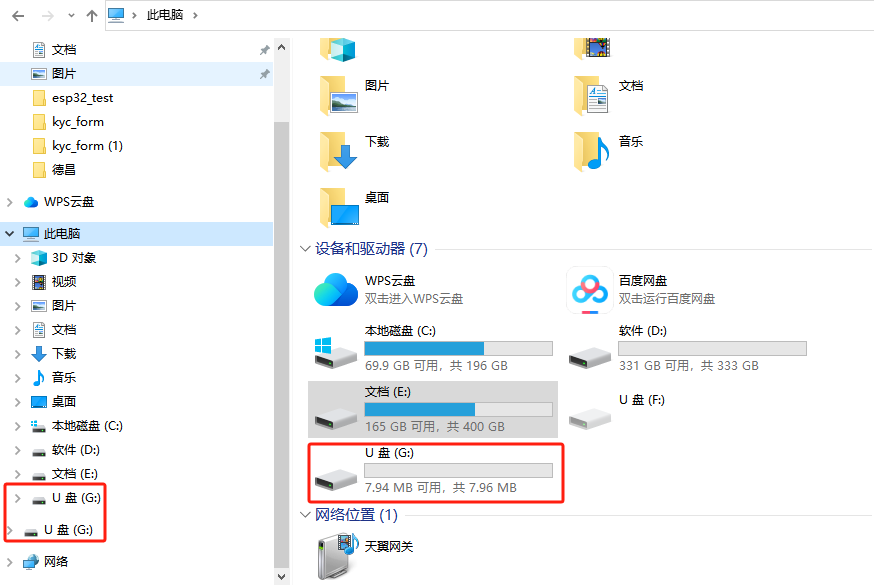 此电脑
文档
图片
esp32_test
kyc_form
kyc_form (1)
德昌
WPS云盘
此电脑
3D 对象
视频
图片
文档
下载
音乐
桌面
本地磁盘 (C:)
软件 (D:)
文档 (E:)
U 盘 (G:)
U 盘 (G:)
网络
图片
文档
下载
音乐
桌面
设备和驱动器 (7)
WPS云盘
双击进入WPS云盘
百度网盘
双击运行百度网盘
本地磁盘 (C:)
69.9 GB 可用，共 196 GB
软件 (D:)
331 GB 可用，共 333 GB
文档 (E:)
165 GB 可用，共 400 GB
U 盘 (F:)
U 盘 (G:)
7.94 MB 可用，共 7.96 MB
网络位置 (1)
天翼网关